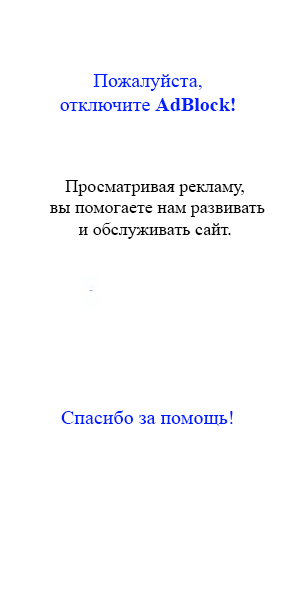 Пожалуйста,
отключите AdBlock!
Просматривая рекламу,
вы помогаете нам развивать
и обслуживать сайт.
-
Спасибо за помощь!